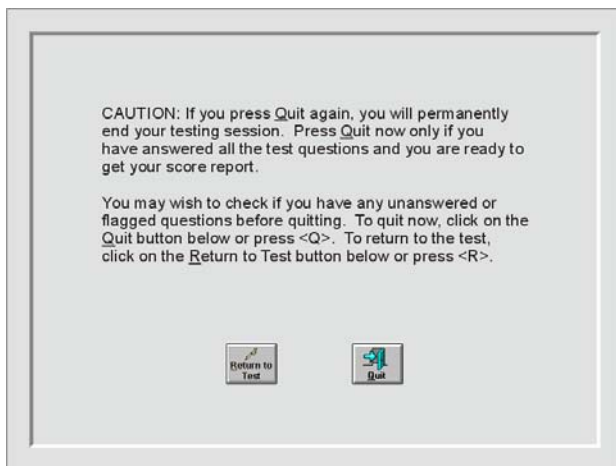 CAUTION: If you press Quit again, you will permanently
end your testing session. Press Quit now only if you
have answered all the test questions and you are ready to
get your score report.
You may wish to check if you have any unanswered or
flagged questions before quitting. To quit now, click on the
Quit button below or press <Q>. To return to the test,
click on the Return to Test button below or press <R>.
Return to
Test
Quit